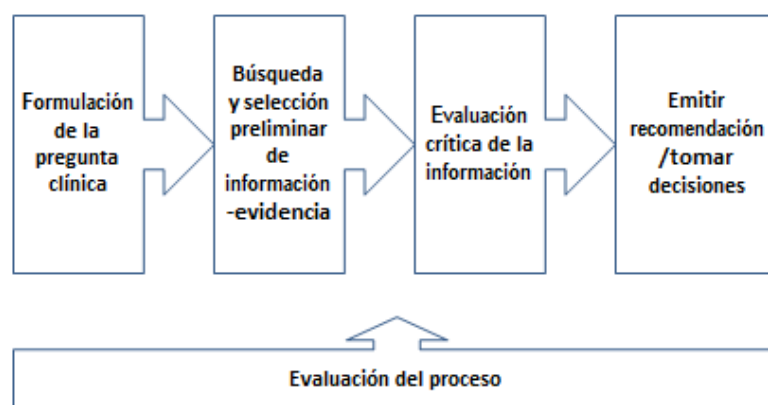 Formulación
de la
pregunta
clínica
Búsqueda
y selección
preliminar
de
información
-evidencia
Evaluación
crítica de la
información
Emitir
recomendación
/tomar
decisiones
Evaluación del proceso